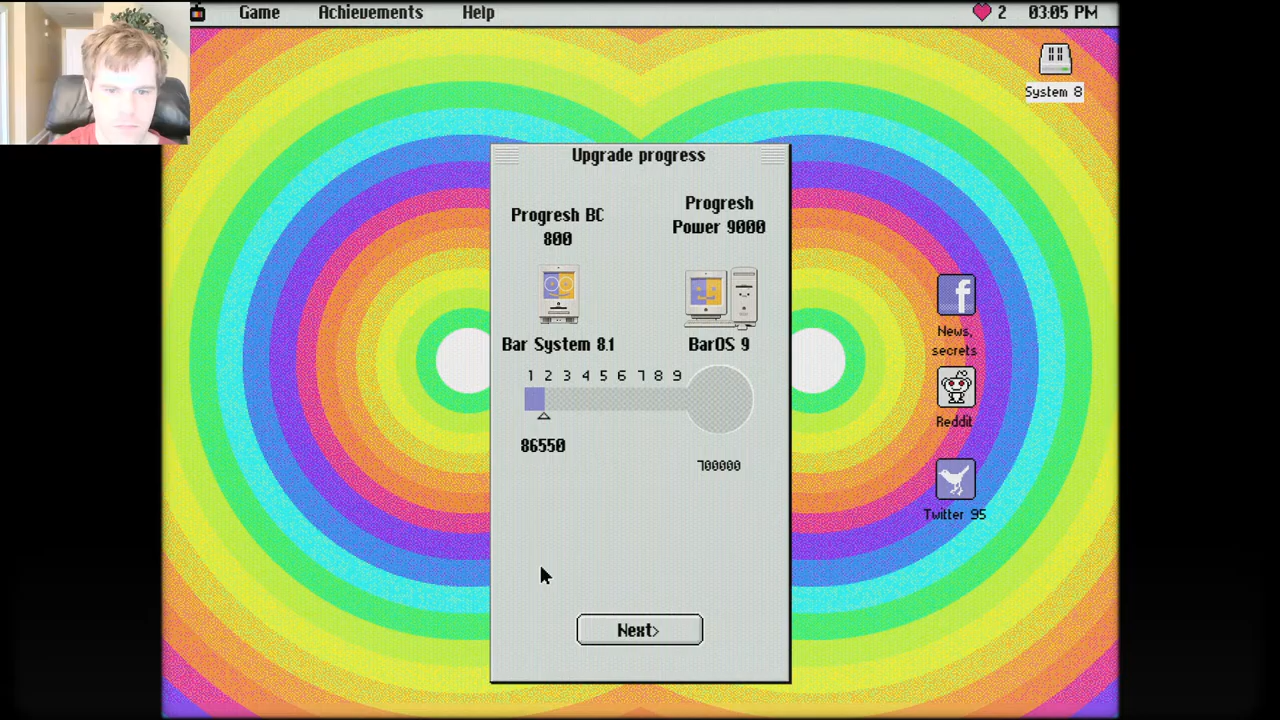 Game Achievements Help 2 03:05 PM
System 8
Upgrade progress
Progresh BC
800
Progresh
Power 9000
Bar System 8.1
BarOS 9
1 2 3 4 5 6 7 8 9
86550
700000
Next>
f
News,
secrets
Reddit
Twitter 95